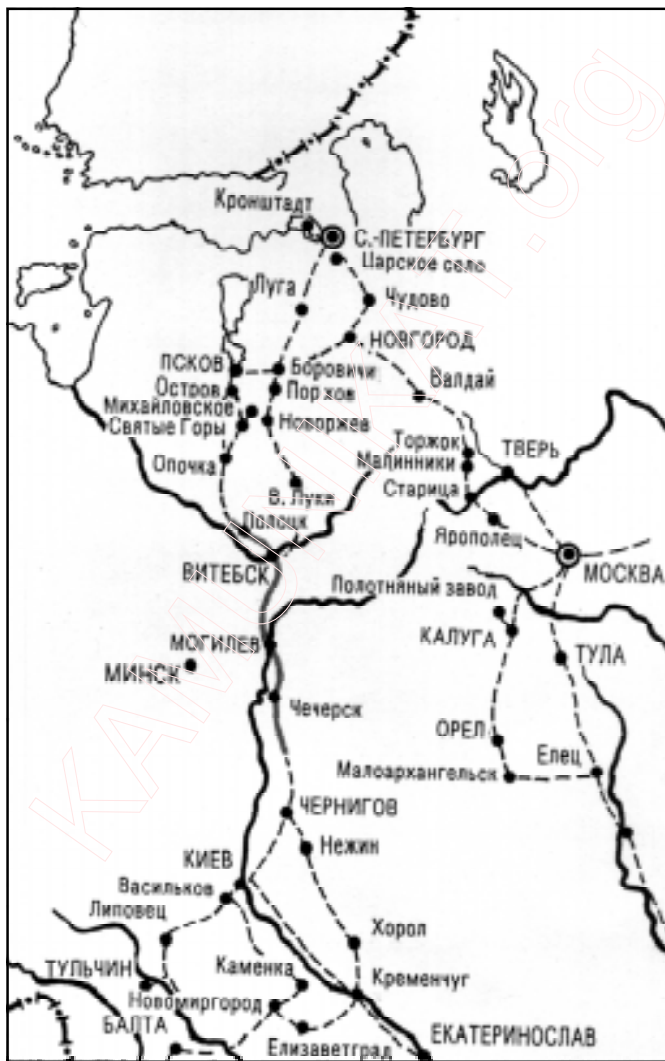 Кронштадт
С.-ПЕТЕРБУРГ
Царское село
Луга
Чудово
НОВГОРОД
ПСКОВ
Боровичи
Остров
Порхов
Валдай
Михайловское
Святые Горы
Новоржев
Торжок
ТВЕРЬ
Опочка
Малинники
В. Луки
Старица
Полоцк
Ярополец
ВИТЕБСК
МОСКВА
Полотняный завод
МОГИЛЕВ
КАЛУГА
ТУЛА
МИНСК
Чечерск
ОРЕЛ
Елец
Малоархангельск
ЧЕРНИГОВ
Нежин
КИЕВ
Васильков
Липовец
Хорол
ТУЛЬЧИН
Каменка
Кременчуг
Новомиргород
БАЛТА
ЕКАТЕРИНОСЛАВ
Елизаветград
KAMUNIKAT.org